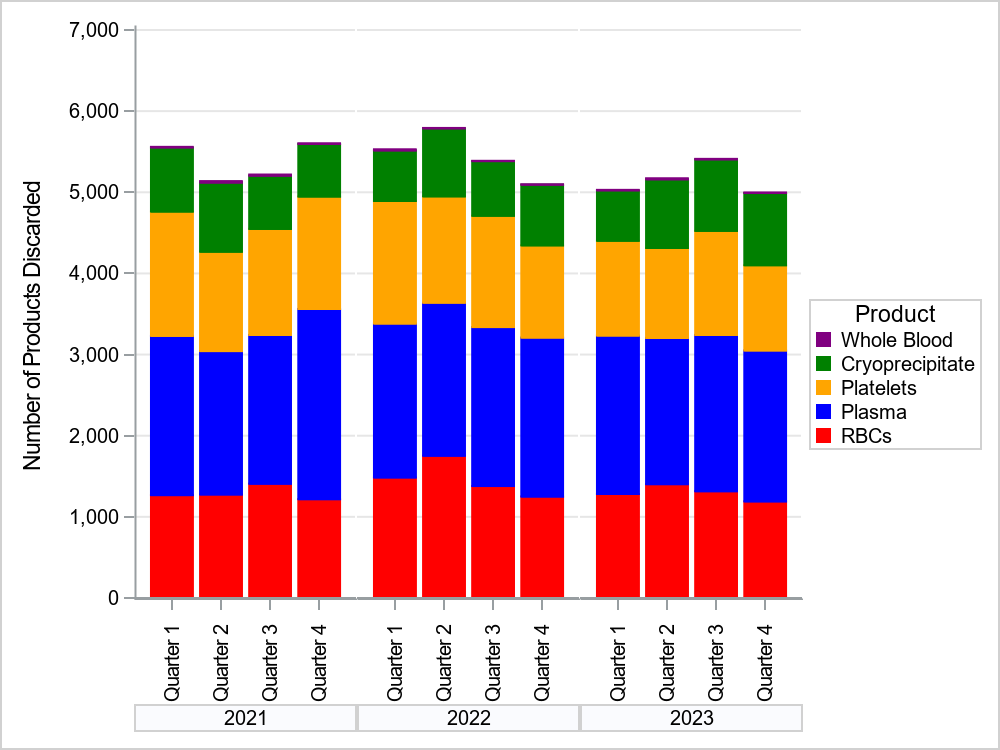 Number of Products Discarded
7,000
6,000
5,000
4,000
3,000
2,000
1,000
0
Product
Whole Blood
Cryoprecipitate
Platelets
Plasma
RBCs
Quarter 1
Quarter 2
Quarter 3
Quarter 4
Quarter 1
Quarter 2
Quarter 3
Quarter 4
Quarter 1
Quarter 2
Quarter 3
Quarter 4
2021
2022
2023